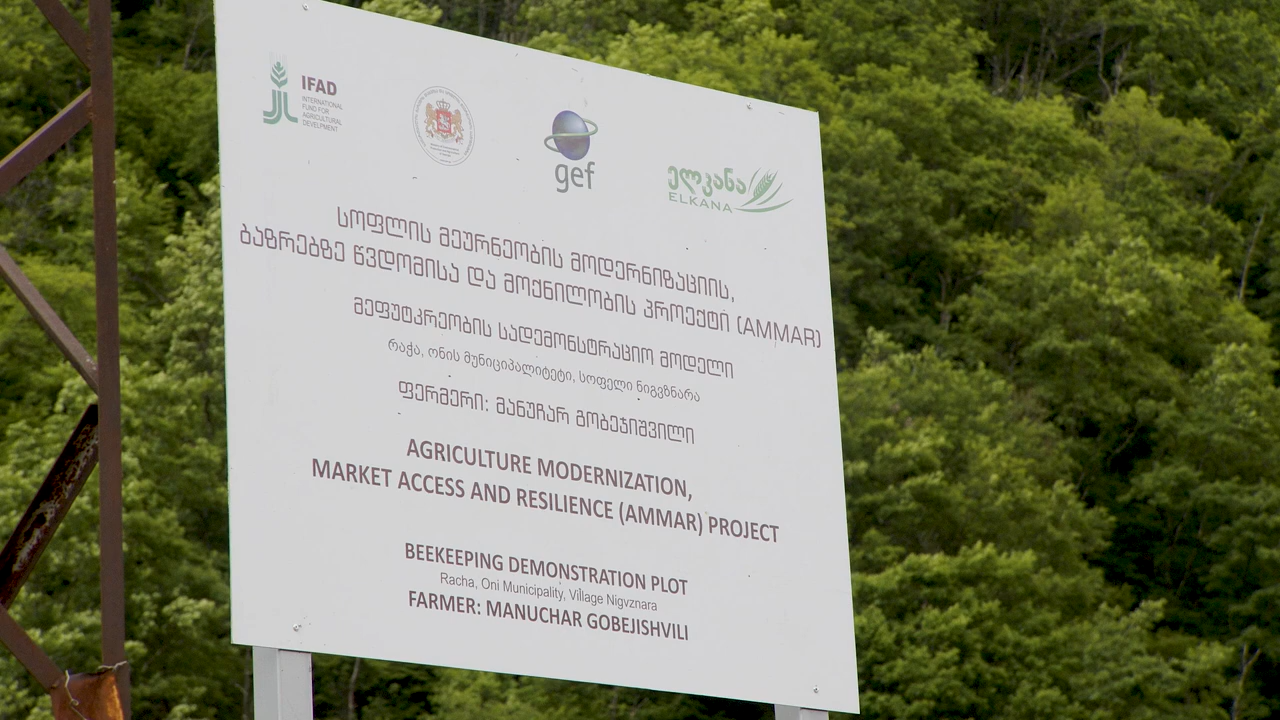 IFAD
INTERNATIONAL
FUND FOR
AGRICULTURAL
DEVELPMENT
gef
ელკანა
ELKANA
სოფლის მეურნეობის მოდერნიზაციის,
ბაზრებზე წვდომისა და მოქნილობის პროექტი (AMMAR)
მეფუტკრეობის სადემონსტრაციო მოდელი
რაჭა, ონის მუნიციპალიტეტი, სოფელი ნიგვზნარა
ფერმერი: მანუჩარ გობეჯიშვილი
AGRICULTURE MODERNIZATION,
MARKET ACCESS AND RESILIENCE (AMMAR) PROJECT
BEEKEEPING DEMONSTRATION PLOT
Racha, Oni Municipality, Village Nigvznara
FARMER: MANUCHAR GOBEJISHVILI